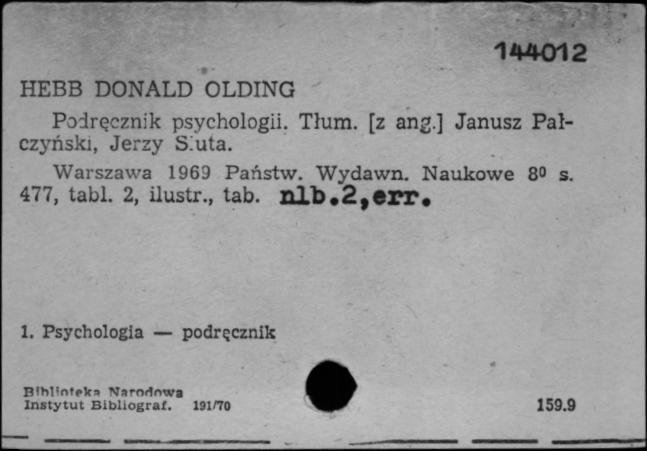 144012
HEBB DONALD OLDING
Podręcznik psychologii. Tłum. [z ang.] Janusz Pał-
czyński, Jerzy Siuta.
Warszawa 1969 Państw. Wydawn. Naukowe 8⁰ s.
477, tabl. 2, ilustr., tab. nlb.2,err.
1. Psychologia — podręcznik
Biblioteka Narodowa
Instytut Bibliograf. 191/70
159.9